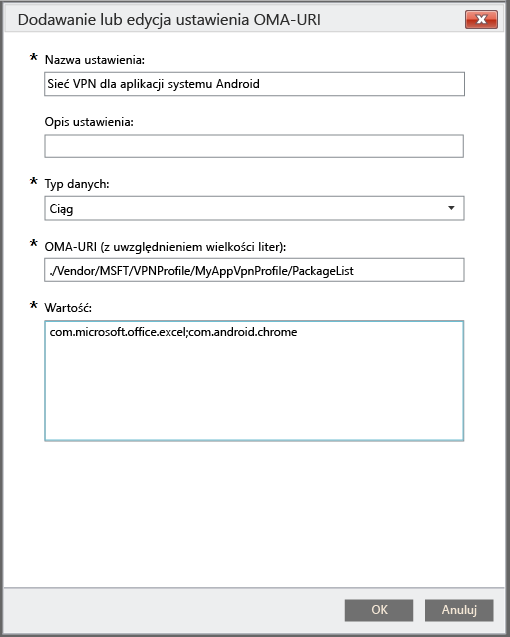 Dodawanie lub edycja ustawienia OMA-URI
* Nazwa ustawienia:
Sieć VPN dla aplikacji systemu Android
Opis ustawienia:
* Typ danych:
Ciąg
* OMA-URI (z uwzględnieniem wielkości liter):
./Vendor/MSFT/VPNProfile/MyAppVpnProfile/PackageList
* Wartość:
com.microsoft.office.excel;com.android.chrome
OK Anuluj